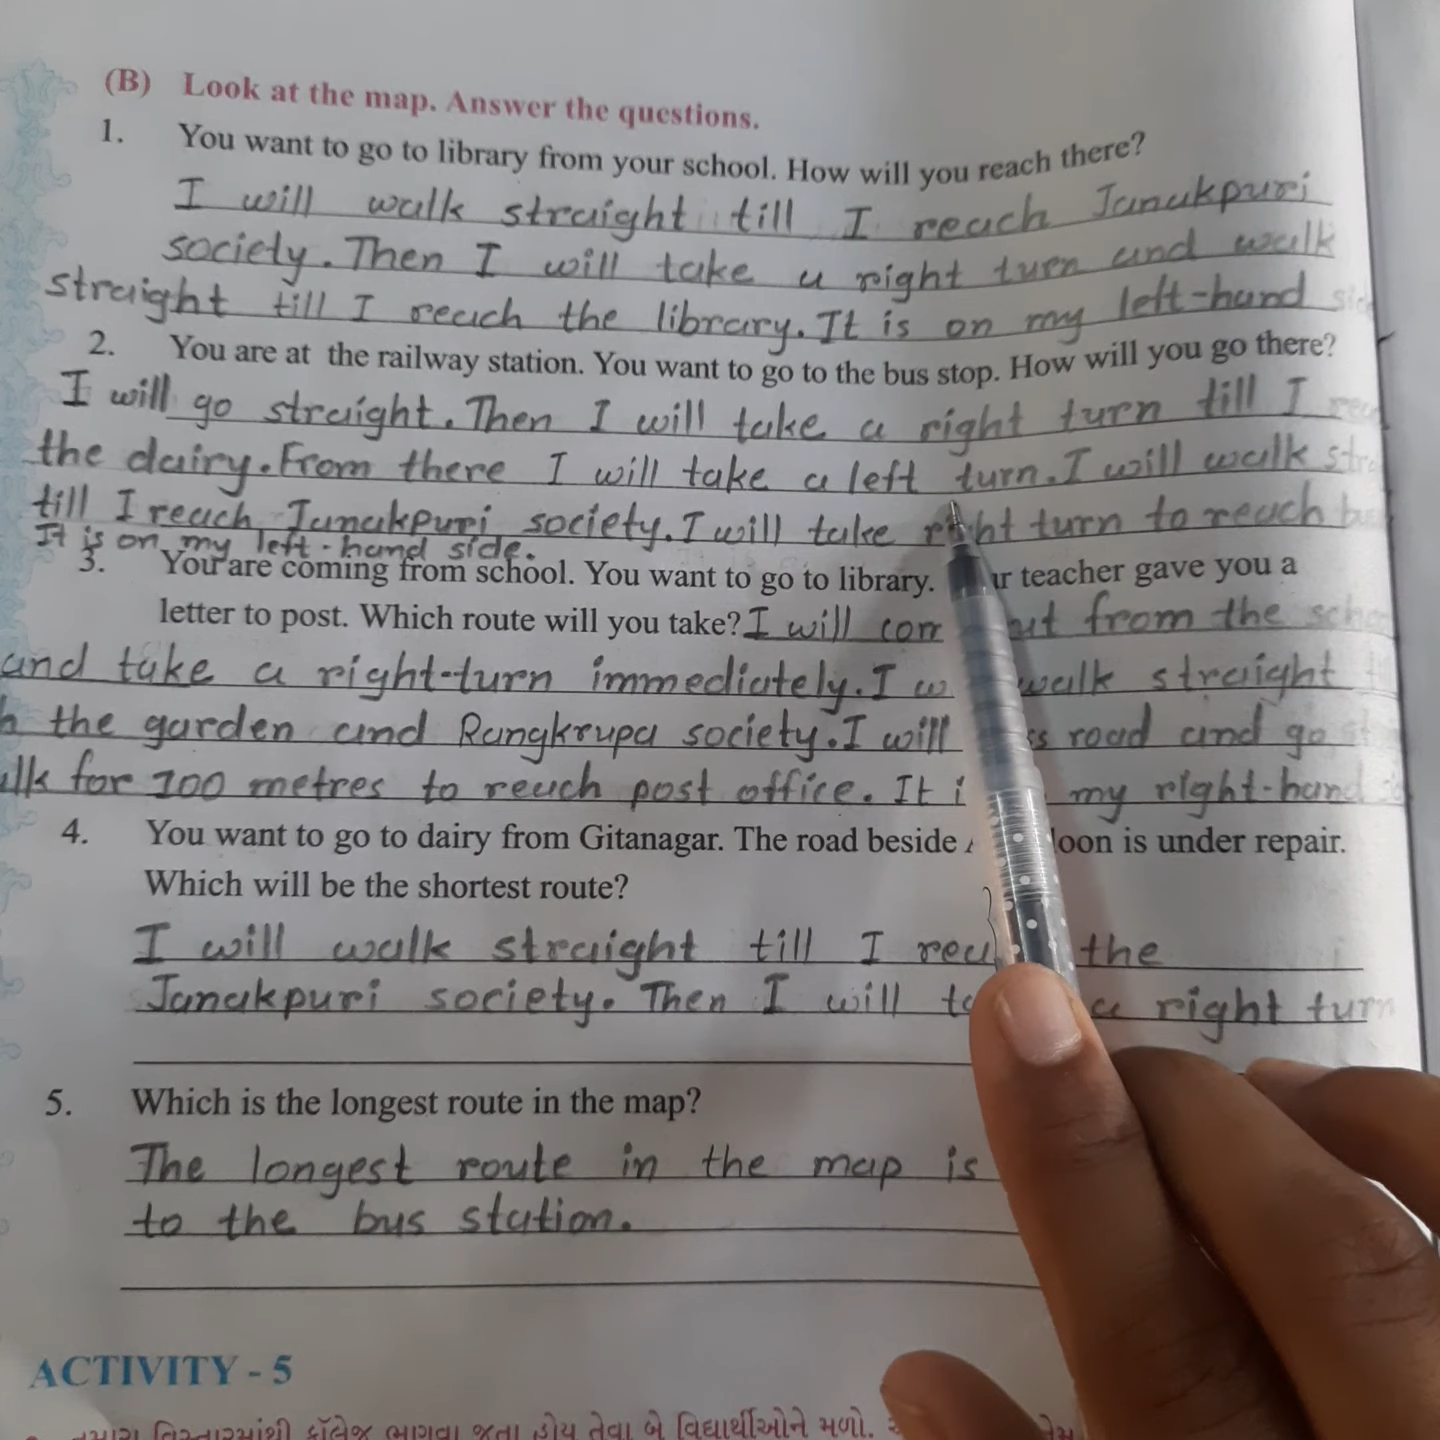 (B) Look at the map. Answer the questions.
1. You want to go to library from your school. How will you reach there?
I will walk straight till I reach Janakpuri
society. Then I will take a right turn and walk
straight till I reach the library. It is on my left-hand
2. You are at the railway station. You want to go to the bus stop. How will you go there?
I will go straight. Then I will take a right turn till I
the dairy. From there I will take a left turn. I will walk
till I reach Janakpuri society. I will take right turn to reach
It is on my left-hand side.
3. You are coming from school. You want to go to library. teacher gave you a
letter to post. Which route will you take? I will from the
and take a right-turn immediately. I walk straight
the garden and Rangkrupa society. I will road and go
for 100 metres to reach post office. It my right-hand
4. You want to go to dairy from Gitanagar. The road beside is under repair.
Which will be the shortest route?
I will walk straight till I the
Janakpuri society. Then I will a right turn
5. Which is the longest route in the map?
The longest route in the map is
to the bus station.
ACTIVITY - 5
વિસ્તારમાંથી કૉલેજ ભણવા જતા હોય તેવા બે વિદ્યાર્થીઓને મળો.